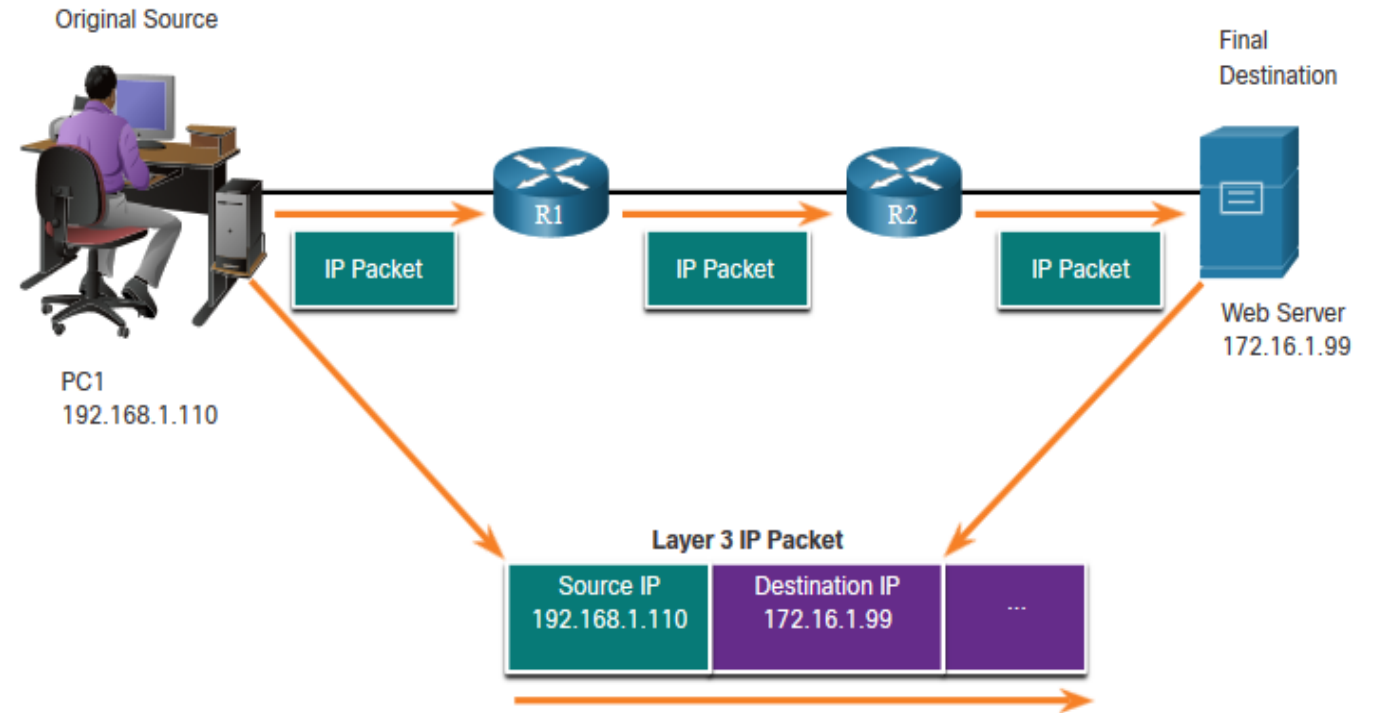 Original Source
Final
Destination
R1
R2
IP Packet
IP Packet
IP Packet
Web Server
172.16.1.99
PC1
192.168.1.110
Layer 3 IP Packet
Source IP
192.168.1.110
Destination IP
172.16.1.99
...